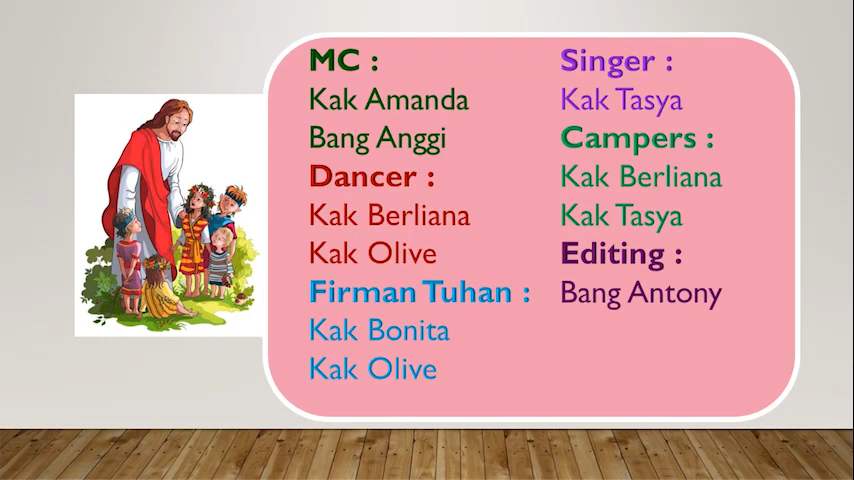 MC :
Kak Amanda
Bang Anggi
Dancer :
Kak Berliana
Kak Olive
Firman Tuhan :
Kak Bonita
Kak Olive
Singer :
Kak Tasya
Campers :
Kak Berliana
Kak Tasya
Editing :
Bang Antony